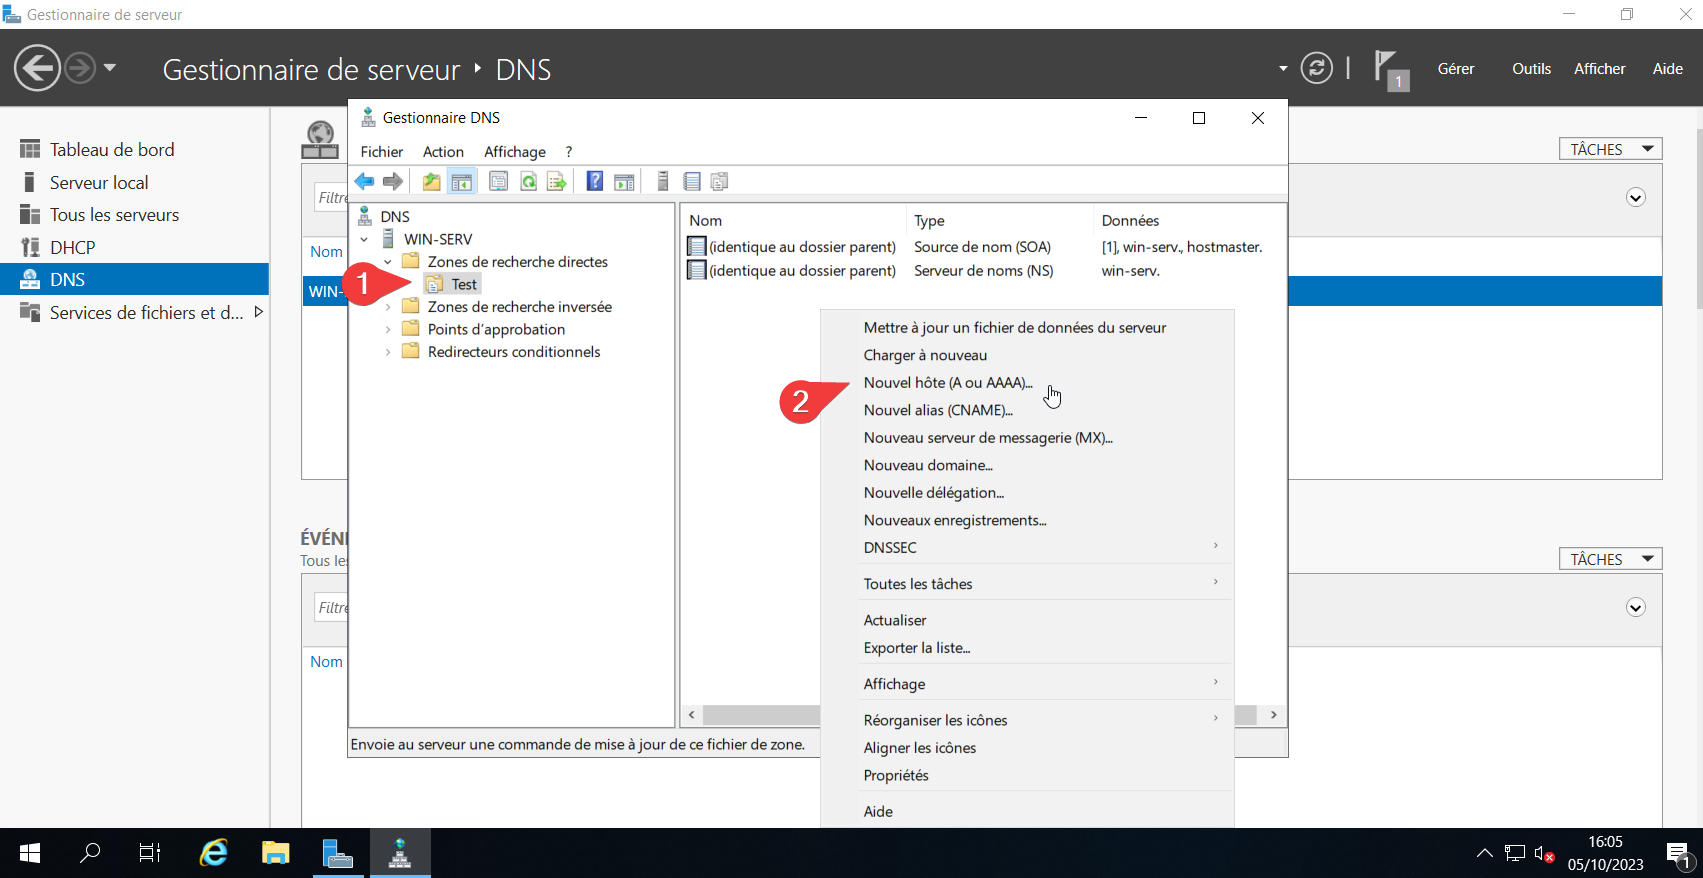 Gestionnaire de serveur
Gestionnaire de serveur • DNS
1
Gérer
Outils
Afficher
Aide
Tableau de bord
Serveur local
Tous les serveurs
DHCP
DNS
Services de fichiers et d...
TÂCHES
Filtre
Nom
WIN-
ÉVÉN
Tous les
TÂCHES
Filtre
Nom
Gestionnaire DNS
Fichier
Action
Affichage
?
DNS
WIN-SERV
Zones de recherche directes
1
Test
Zones de recherche inversée
Points d'approbation
Redirecteurs conditionnels
Nom Type Données
(identique au dossier parent) Source de nom (SOA) [1], win-serv., hostmaster.
(identique au dossier parent) Serveur de noms (NS) win-serv.
Mettre à jour un fichier de données du serveur
Charger à nouveau
2
Nouvel hôte (A ou AAAA)...
Nouvel alias (CNAME)...
Nouveau serveur de messagerie (MX)...
Nouveau domaine...
Nouvelle délégation...
Nouveaux enregistrements...
DNSSEC
Toutes les tâches
Actualiser
Exporter la liste...
Affichage
Réorganiser les icônes
Aligner les icônes
Propriétés
Aide
Envoie au serveur une commande de mise à jour de ce fichier de zone.
16:05
05/10/2023
1